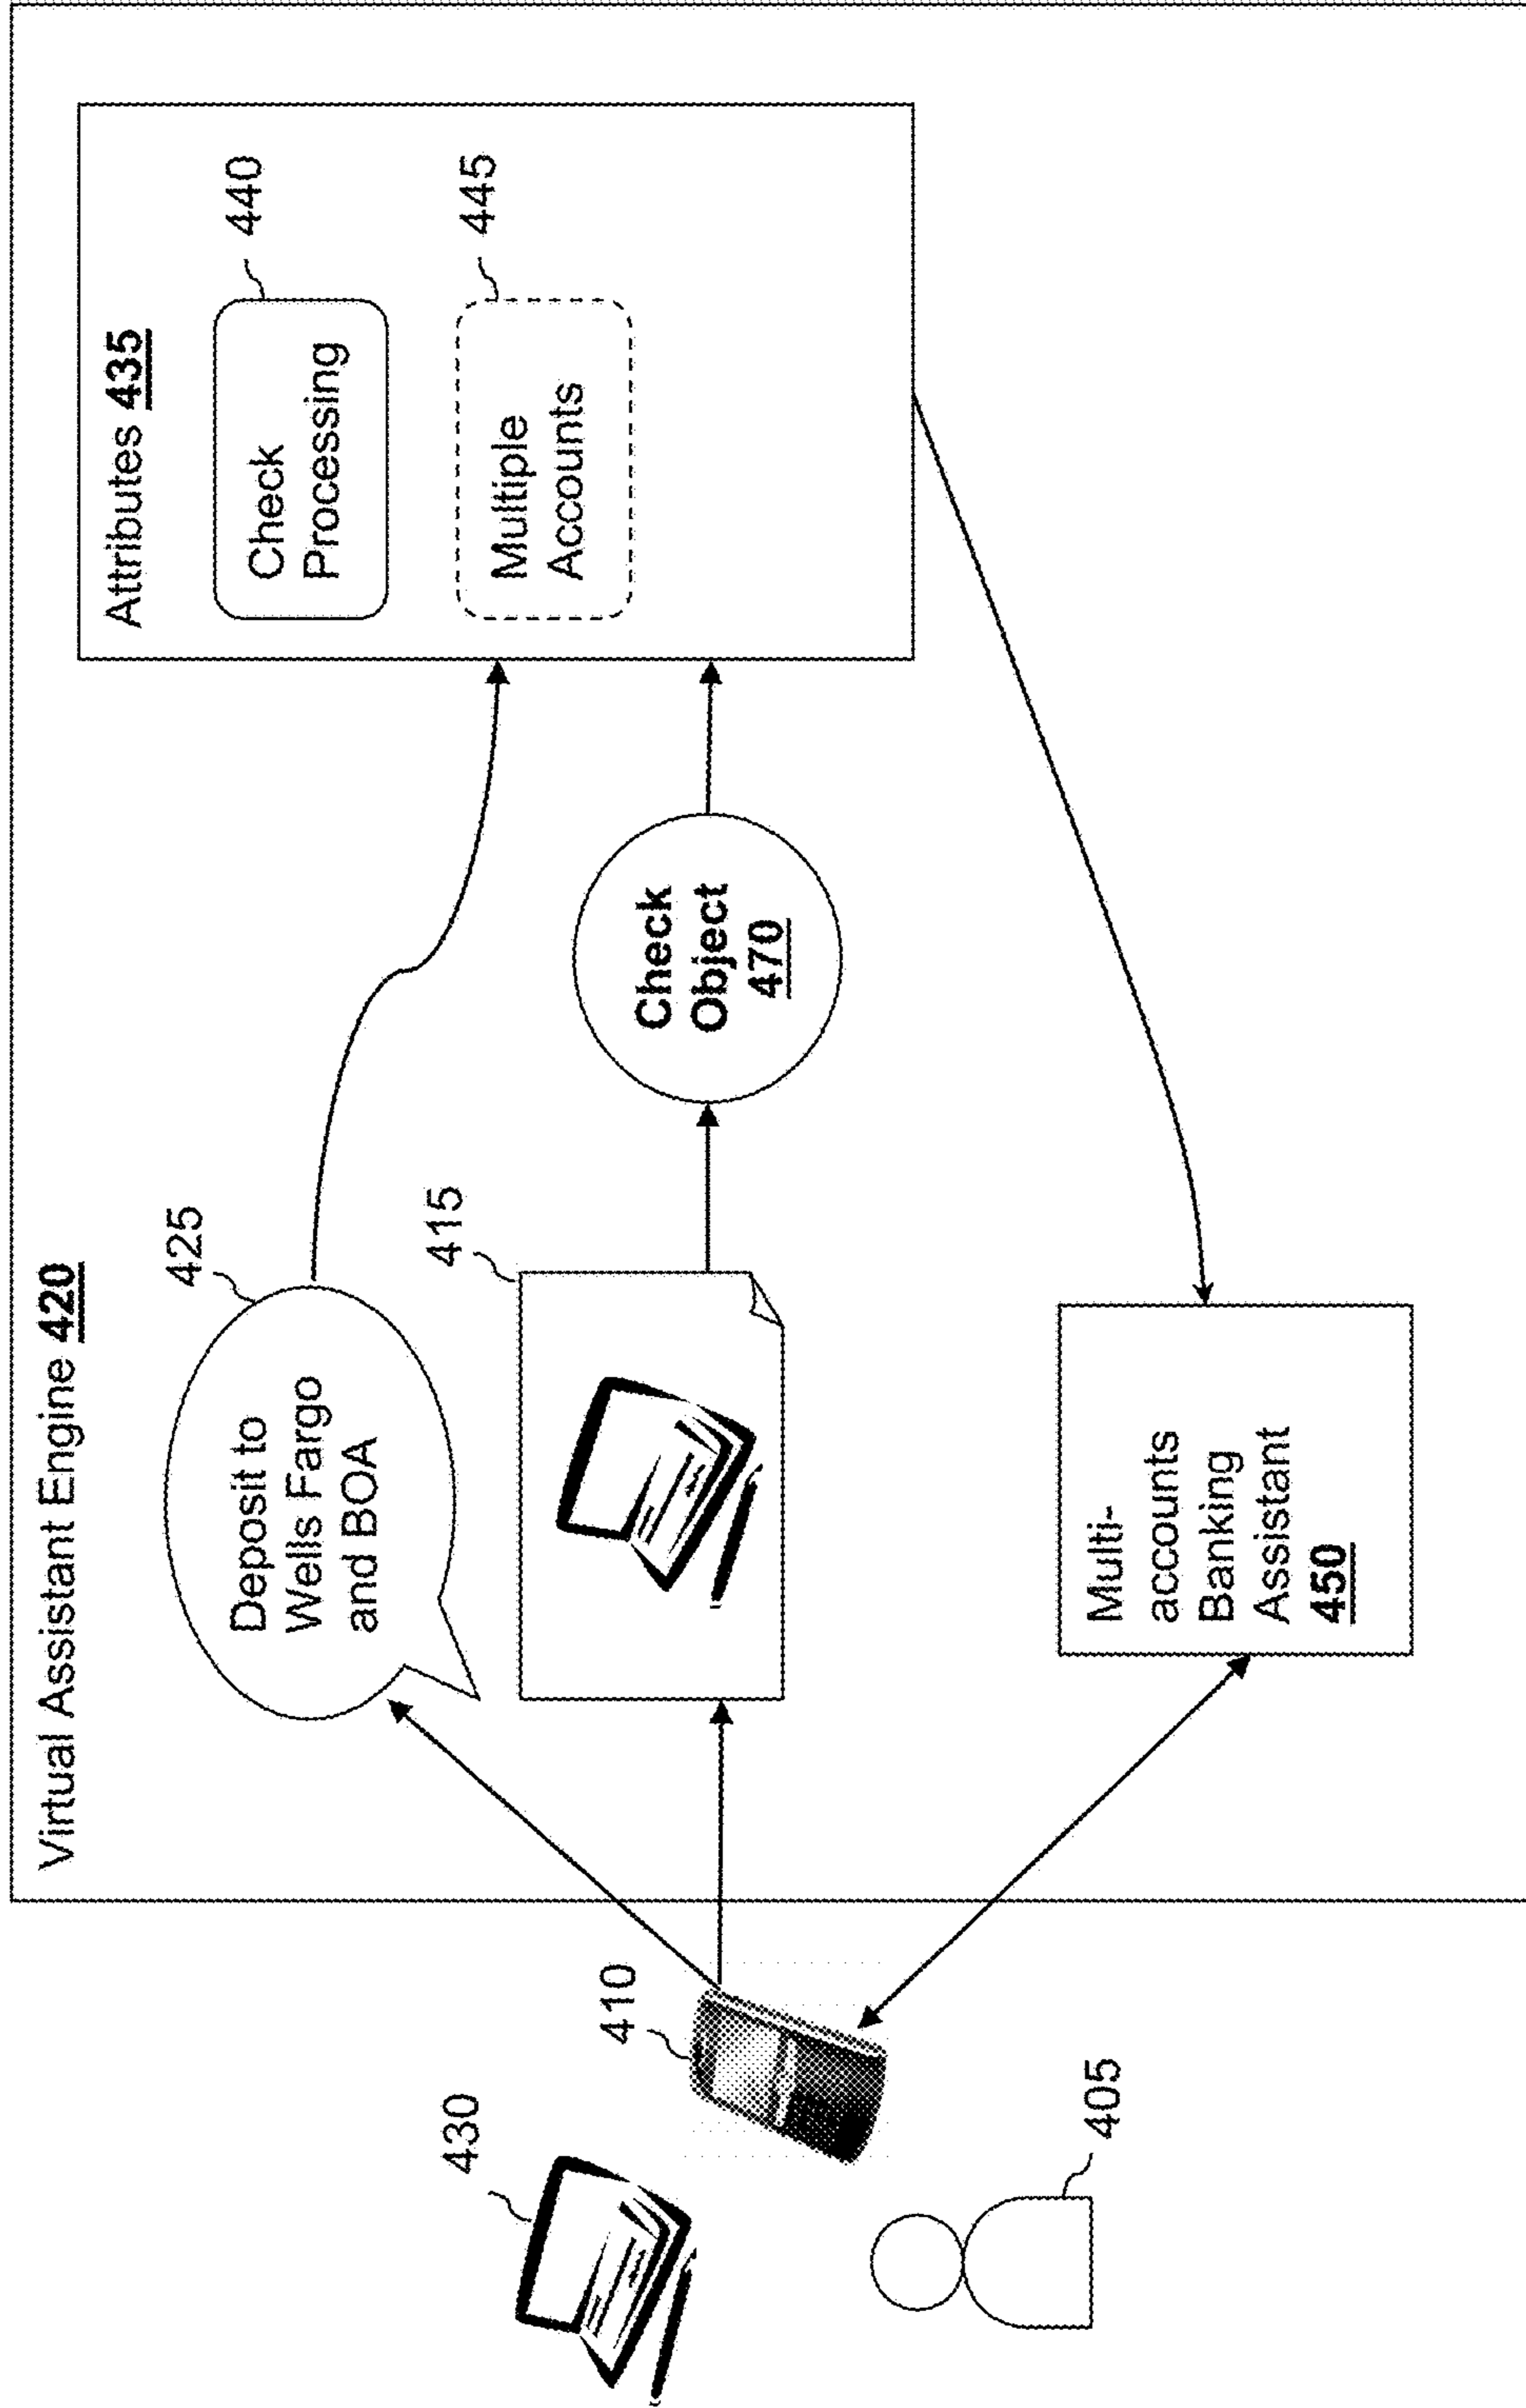 Virtual Assistant Engine 420
425
Deposit to
Wells Fargo
and BOA
415
Check
Object
470
Attributes 435
Check
Processing
440
Multiple
Accounts
445
Multi-
accounts
Banking
Assistant
450
430
410
405